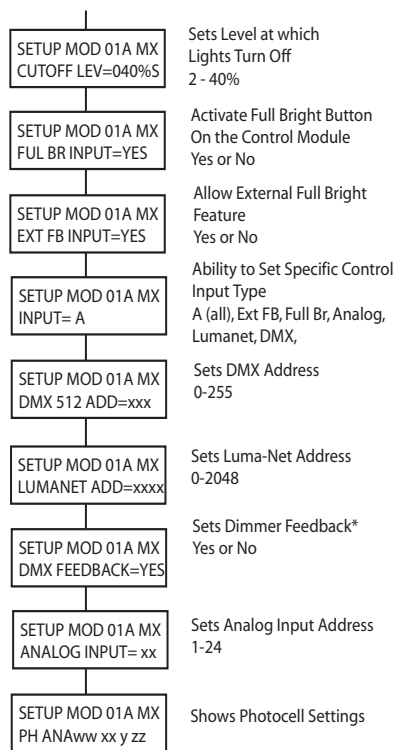 SETUP MOD 01A MX
CUTOFF LEV=040%S
Sets Level at which
Lights Turn Off
2 - 40%
SETUP MOD 01A MX
FUL BR INPUT=YES
Activate Full Bright Button
On the Control Module
Yes or No
SETUP MOD 01A MX
EXT FB INPUT=YES
Allow External Full Bright
Feature
Yes or No
SETUP MOD 01A MX
INPUT= A
Ability to Set Specific Control
Input Type
A (all), Ext FB, Full Br, Analog,
Lumanet, DMX,
SETUP MOD 01A MX
DMX 512 ADD=xxx
Sets DMX Address
0-255
SETUP MOD 01A MX
LUMANET ADD=xxxx
Sets Luma-Net Address
0-2048
SETUP MOD 01A MX
DMX FEEDBACK=YES
Sets Dimmer Feedback*
Yes or No
SETUP MOD 01A MX
ANALOG INPUT= xx
Sets Analog Input Address
1-24
SETUP MOD 01A MX
PH ANAww xx y zz
Shows Photocell Settings